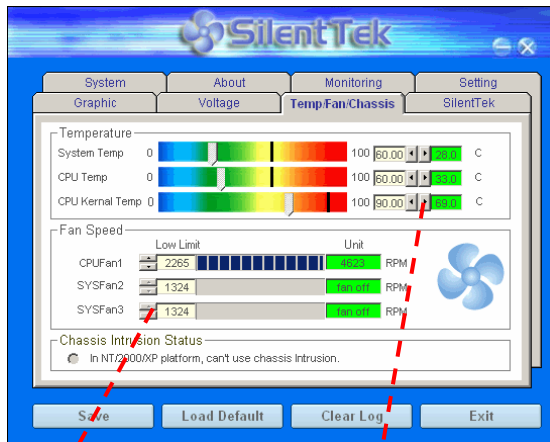 SilentTek
System About Monitoring Setting
Graphic Voltage Temp/Fan/Chassis SilentTek
Temperature
System Temp 0 100 60.00 28.0 C
CPU Temp 0 100 60.00 33.0 C
CPU Kernal Temp 0 100 90.00 69.0 C
Fan Speed
Low Limit Unit
CPUFan1 2265 4623 RPM
SYSFan2 1324 fan off RPM
SYSFan3 1324 fan off RPM
Chassis Intrusion Status
In NT/2000/XP platform, can't use chassis Intrusion.
Save Load Default Clear Log Exit